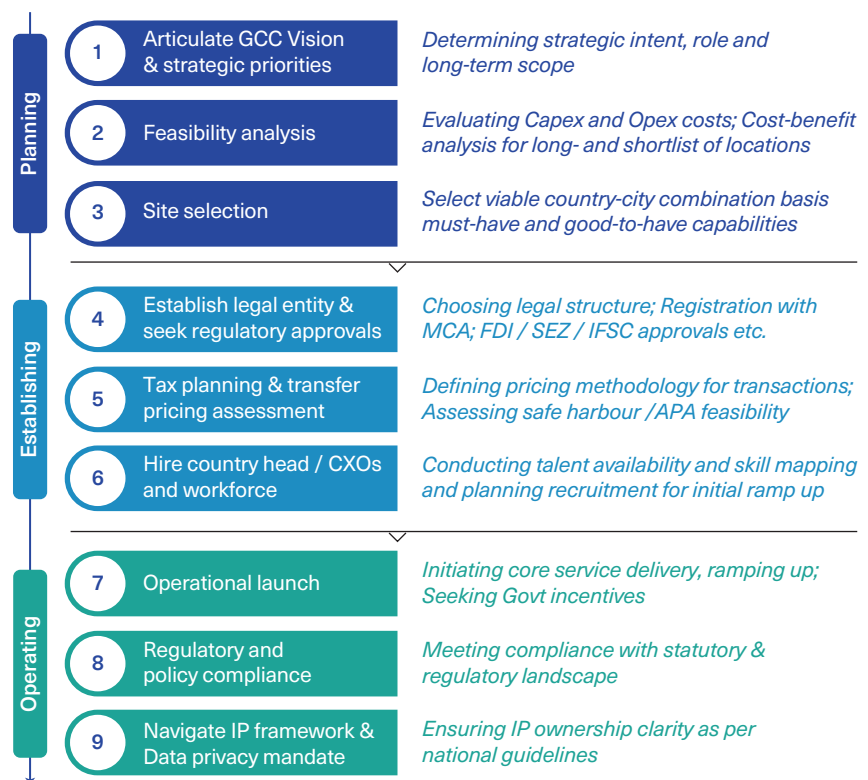 Planning
1
Articulate GCC Vision
& strategic priorities
Determining strategic intent, role and
long-term scope
2
Feasibility analysis
Evaluating Capex and Opex costs; Cost-benefit
analysis for long- and shortlist of locations
3
Site selection
Select viable country-city combination basis
must-have and good-to-have capabilities
Establishing
4
Establish legal entity &
seek regulatory approvals
Choosing legal structure; Registration with
MCA; FDI / SEZ / IFSC approvals etc.
5
Tax planning & transfer
pricing assessment
Defining pricing methodology for transactions;
Assessing safe harbour /APA feasibility
6
Hire country head / CXOs
and workforce
Conducting talent availability and skill mapping
and planning recruitment for initial ramp up
Operating
7
Operational launch
Initiating core service delivery, ramping up;
Seeking Govt incentives
8
Regulatory and
policy compliance
Meeting compliance with statutory &
regulatory landscape
9
Navigate IP framework &
Data privacy mandate
Ensuring IP ownership clarity as per
national guidelines